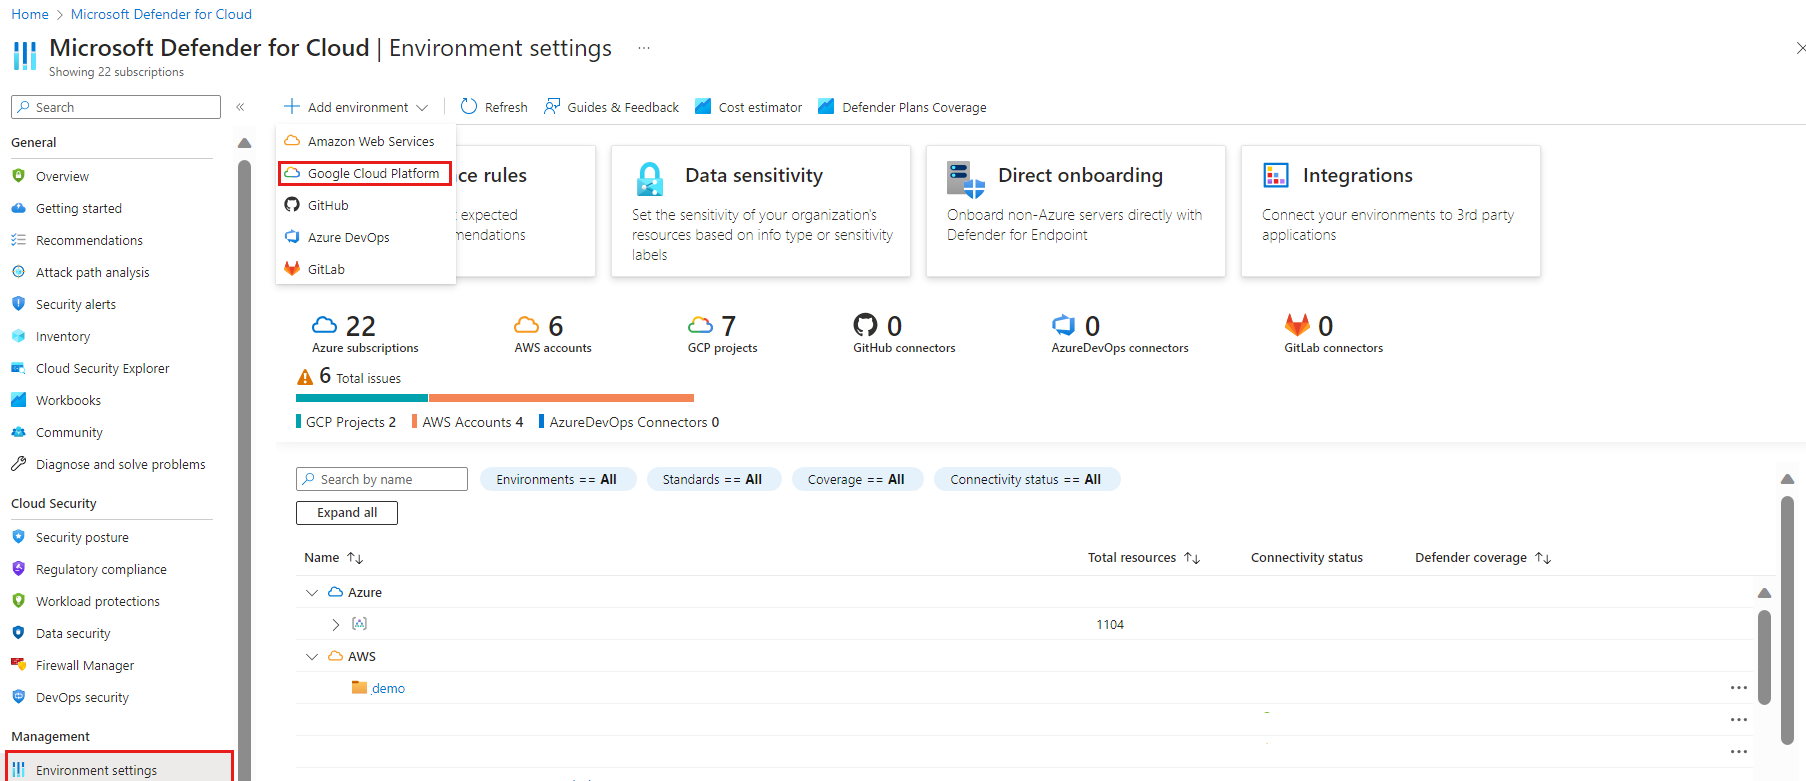 Home > Microsoft Defender for Cloud
Microsoft Defender for Cloud | Environment settings ...
Showing 22 subscriptions
Search
«
General
Overview
Getting started
Recommendations
Attack path analysis
Security alerts
Inventory
Cloud Security Explorer
Workbooks
Community
Diagnose and solve problems
Cloud Security
Security posture
Regulatory compliance
Workload protections
Data security
Firewall Manager
DevOps security
Management
Environment settings
Add environment
Refresh
Guides & Feedback
Cost estimator
Defender Plans Coverage
Amazon Web Services
Google Cloud Platform
GitHub
Azure DevOps
GitLab
ce rules
t expected
mendations
Data sensitivity
Set the sensitivity of your organization's
resources based on info type or sensitivity
labels
Direct onboarding
Onboard non-Azure servers directly with
Defender for Endpoint
Integrations
Connect your environments to 3rd party
applications
22
Azure subscriptions
6
AWS accounts
7
GCP projects
0
GitHub connectors
0
AzureDevOps connectors
0
GitLab connectors
6 Total issues
GCP Projects 2
AWS Accounts 4
AzureDevOps Connectors 0
Search by name
Environments == All
Standards == All
Coverage == All
Connectivity status == All
Expand all
Name ↑↓
Total resources ↑↓
Connectivity status
Defender coverage ↑↓
Azure
1104
AWS
demo
...
...
...